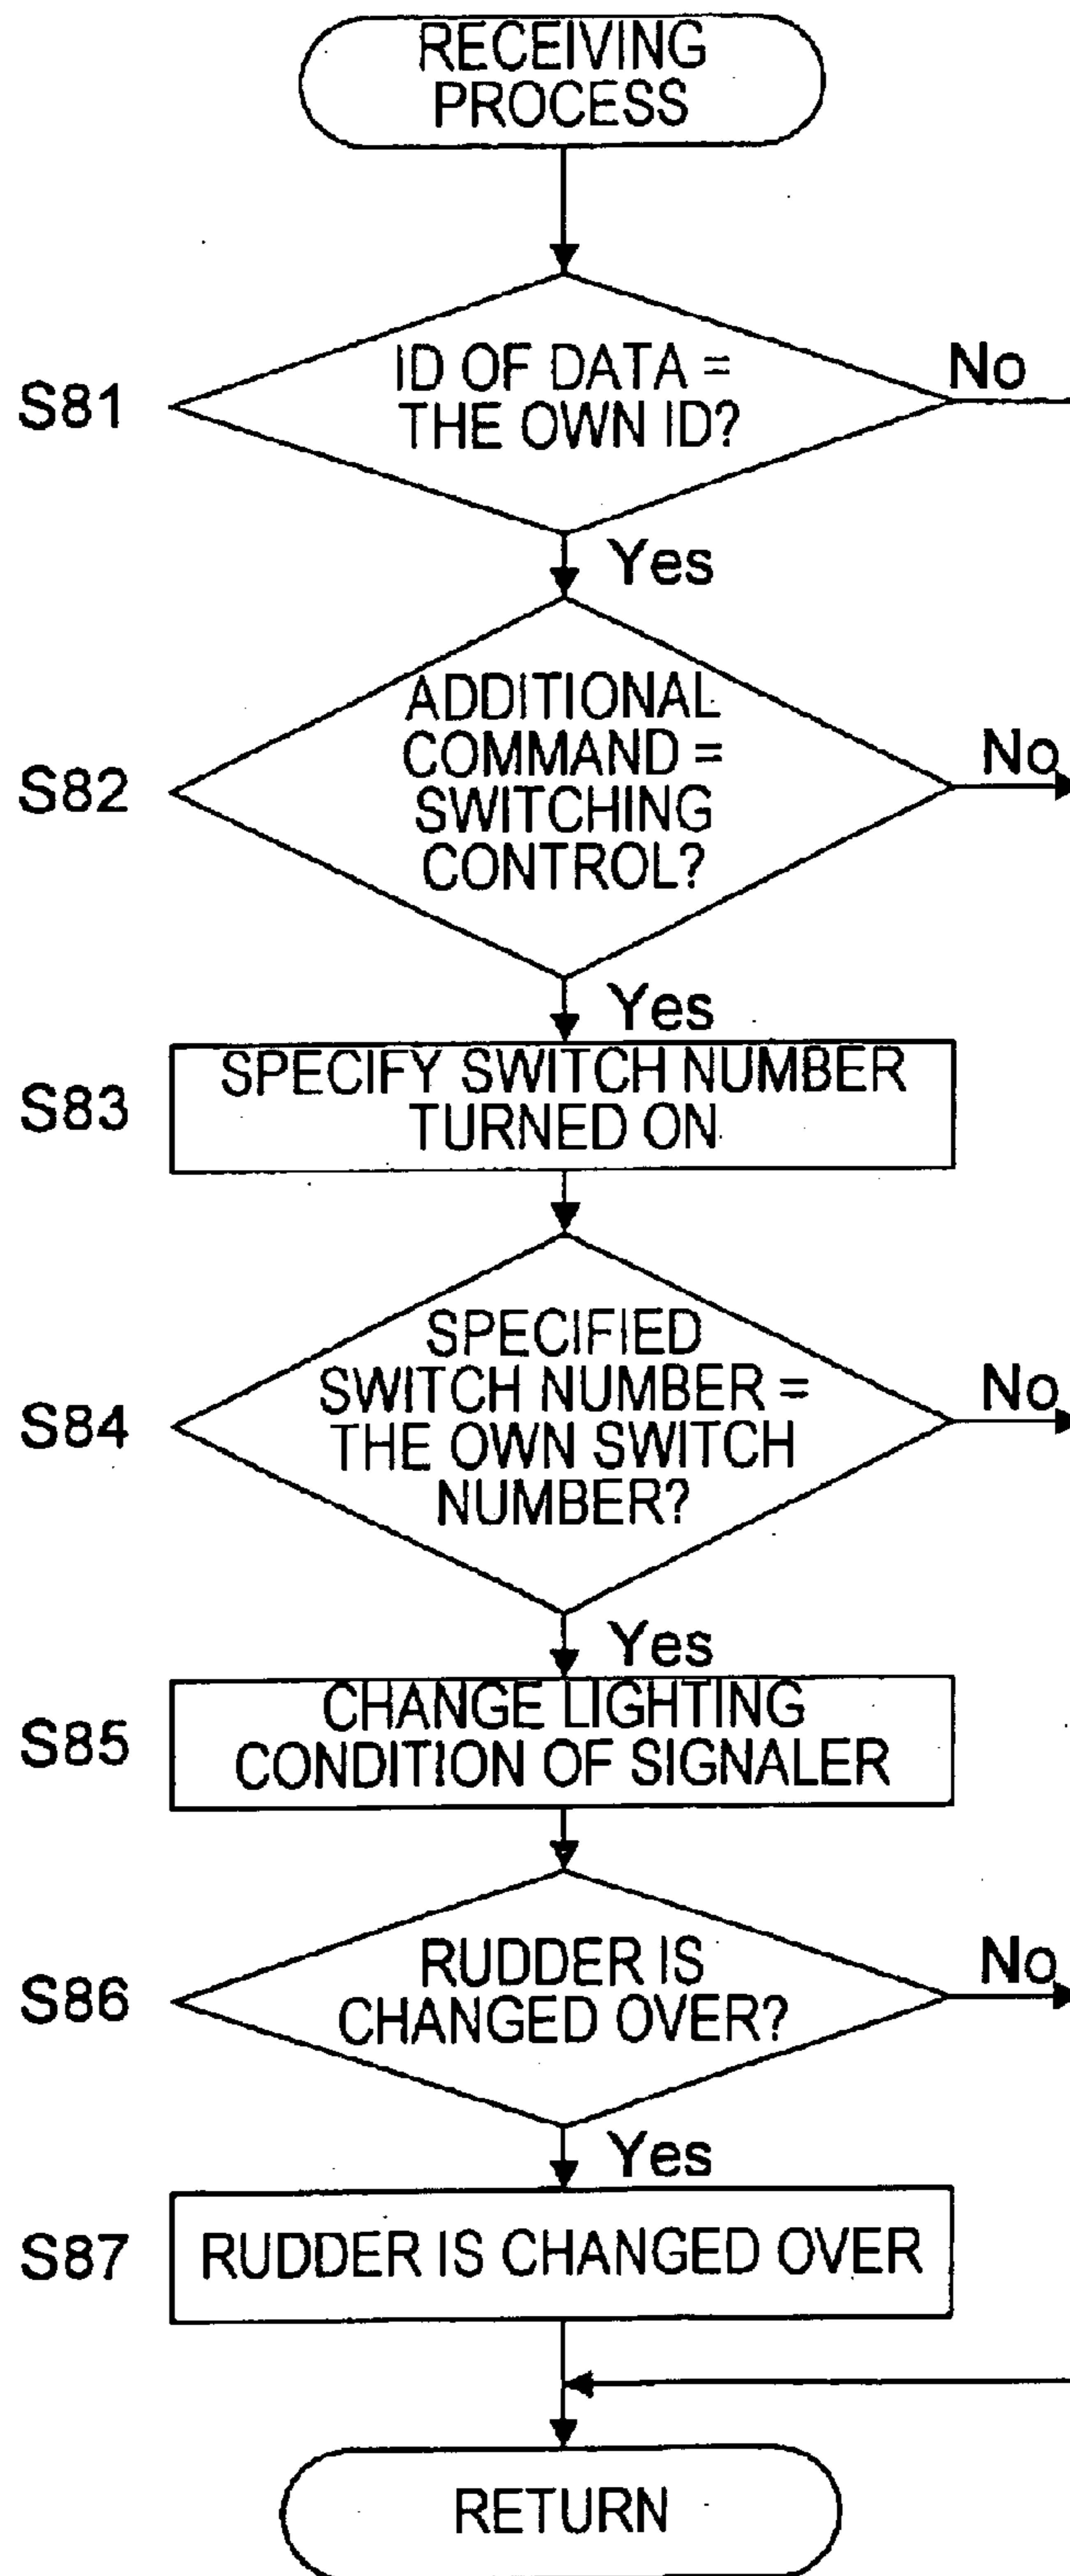 RECEIVING
PROCESS
S81
ID OF DATA =
THE OWN ID?
No
Yes
S82
ADDITIONAL
COMMAND =
SWITCHING
CONTROL?
No
Yes
S83
SPECIFY SWITCH NUMBER
TURNED ON
S84
SPECIFIED
SWITCH NUMBER =
THE OWN SWITCH
NUMBER?
No
Yes
S85
CHANGE LIGHTING
CONDITION OF SIGNALER
S86
RUDDER IS
CHANGED OVER?
No
Yes
S87
RUDDER IS CHANGED OVER
RETURN